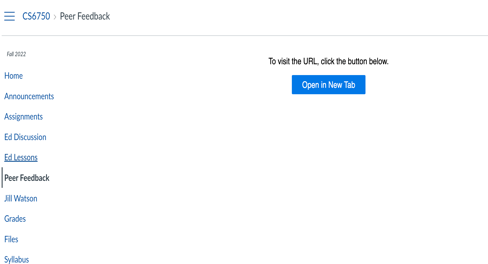 CS6750 › Peer Feedback
Fall 2022
To visit the URL, click the button below.
Open in New Tab
Home
Announcements
Assignments
Ed Discussion
Ed Lessons
Peer Feedback
Jill Watson
Grades
Files
Syllabus